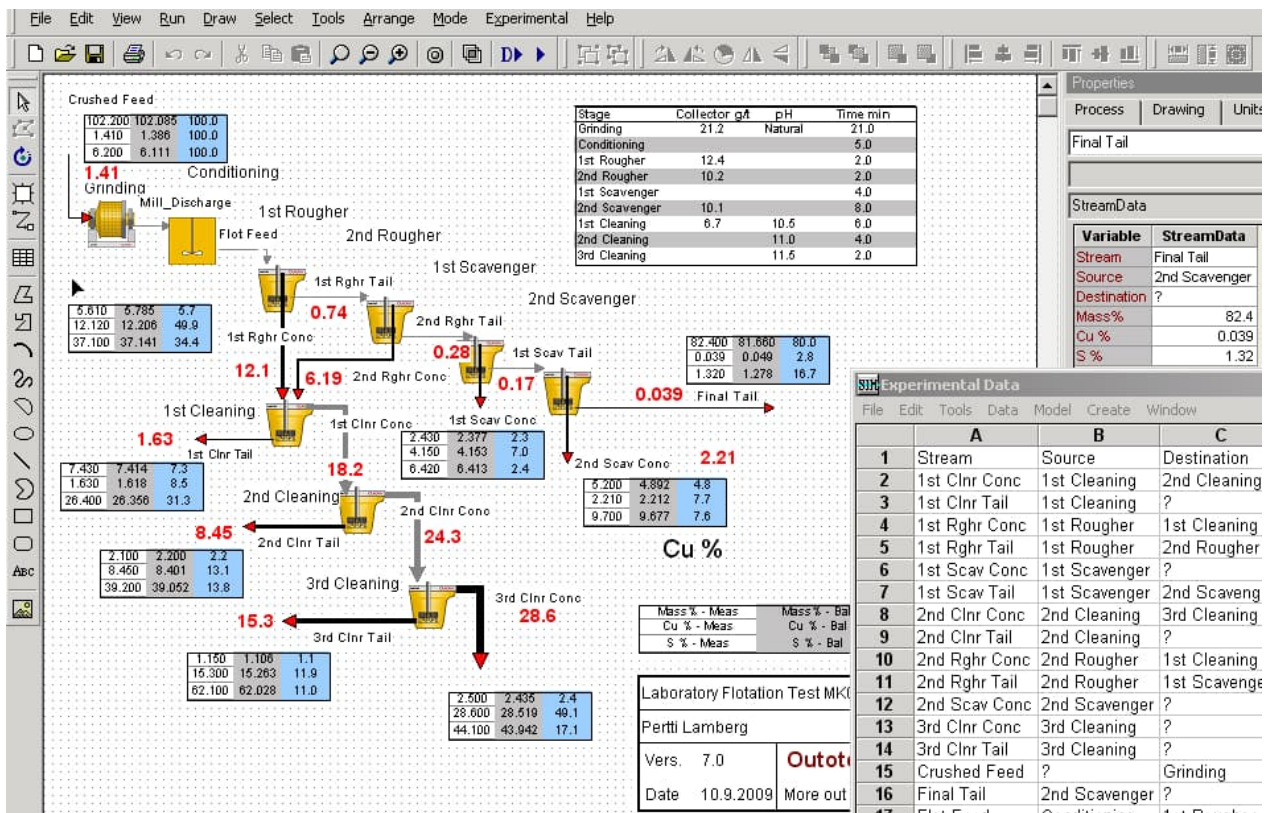 File Edit View Run Draw Select Tools Arrange Mode Experimental Help
D
ABC
Crushed Feed
102.200 102.085 100.0
1.410 1.386 100.0
6.200 6.111 100.0
1.41
Conditioning
Grinding
Mill_Discharge
1st Rougher
Flot Feed
2nd Rougher
1st Rghr Tail
1st Scavenger
0.74
2nd Scavenger
5.610 5.785 5.7
12.120 12.206 49.9
37.100 37.141 34.4
1st Rghr Conc
2nd Rghr Tail
0.28
1st Scav Tail
0.17
12.1
6.19
2nd Rghr Conc
82.400 81.660 80.0
0.039 0.049 2.8
1.320 1.278 16.7
0.039
Final Tail
1st Cleaning
1st Clnr Conc
1st Scav Conc
1.63
1st Clnr Tail
2.430 2.377 2.3
4.150 4.153 7.0
6.420 6.413 2.4
2nd Scav Conc
2.21
7.430 7.414 7.3
1.630 1.618 8.5
26.400 26.356 31.3
18.2
5.200 4.892 4.8
2.210 2.212 7.7
9.700 9.677 7.6
2nd Cleaning
2nd Clnr Conc
8.45
2nd Clnr Tail
24.3
Cu %
2.100 2.200 2.2
8.450 8.401 13.1
39.200 39.052 13.8
3rd Cleaning
3rd Clnr Conc
28.6
15.3
3rd Clnr Tail
1.150 1.106 1.1
15.300 15.263 11.9
62.100 62.028 11.0
2.500 2.435 2.4
28.600 28.519 49.1
44.100 43.942 17.1
Stage Collector g/t pH Time min
Grinding 21.2 Natural 21.0
Conditioning 5.0
1st Rougher 12.4 2.0
2nd Rougher 10.2 2.0
1st Scavenger 4.0
2nd Scavenger 10.1 8.0
1st Cleaning 6.7 10.5 6.0
2nd Cleaning 11.0 4.0
3rd Cleaning 11.5 2.0
Mass % - Meas Mass % - Bal
Cu % - Meas Cu % - Bal
S % - Meas S % - Bal
Laboratory Flotation Test MK
Pertti Lamberg
Vers. 7.0 Outot
Date 10.9.2009 More out
Properties
Process Drawing Units
Final Tail
StreamData
Variable StreamData
Stream Final Tail
Source 2nd Scavenger
Destination ?
Mass% 82.4
Cu % 0.039
S % 1.32
Experimental Data
File Edit Tools Data Model Create Window
A B C
1 Stream Source Destination
2 1st Clnr Conc 1st Cleaning 2nd Cleaning
3 1st Clnr Tail 1st Cleaning ?
4 1st Rghr Conc 1st Rougher 1st Cleaning
5 1st Rghr Tail 1st Rougher 2nd Rougher
6 1st Scav Conc 1st Scavenger ?
7 1st Scav Tail 1st Scavenger 2nd Scaveng
8 2nd Clnr Conc 2nd Cleaning 3rd Cleaning
9 2nd Clnr Tail 2nd Cleaning ?
10 2nd Rghr Conc 2nd Rougher 1st Cleaning
11 2nd Rghr Tail 2nd Rougher 1st Scavenge
12 2nd Scav Conc 2nd Scavenger ?
13 3rd Clnr Conc 3rd Cleaning ?
14 3rd Clnr Tail 3rd Cleaning ?
15 Crushed Feed ? Grinding
16 Final Tail 2nd Scavenger ?